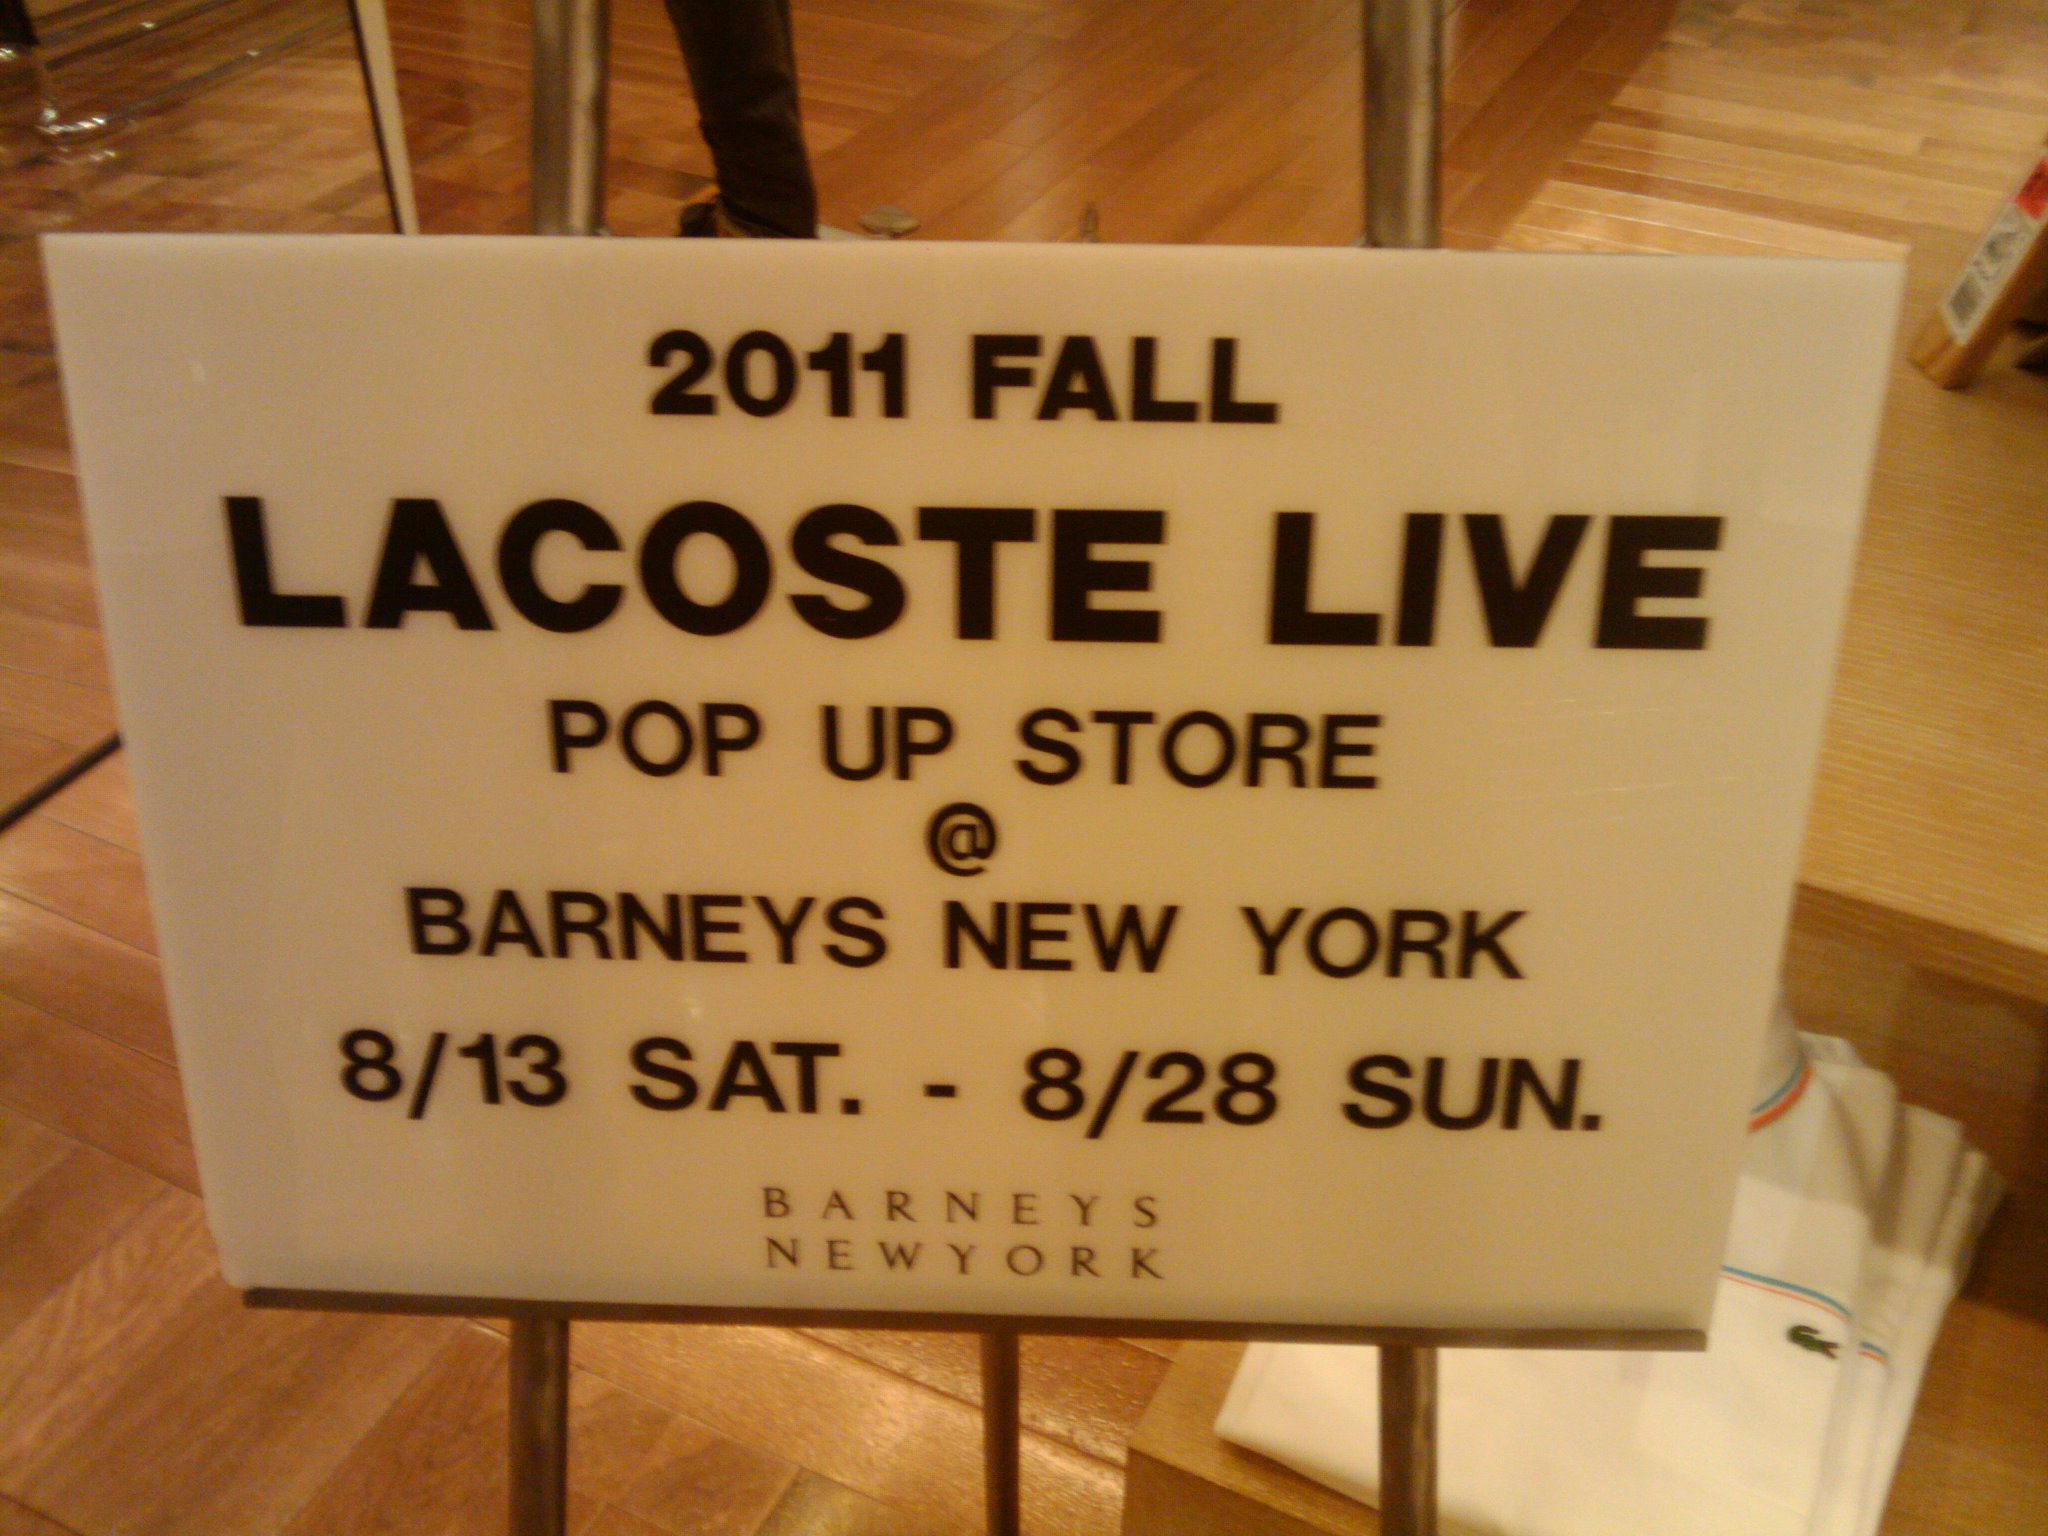 2011 FALL
LACOSTE LIVE
POP UP STORE
@
BARNEYS NEW YORK
8/13 SAT. - 8/28 SUN.
BARNEYS
NEWYORK